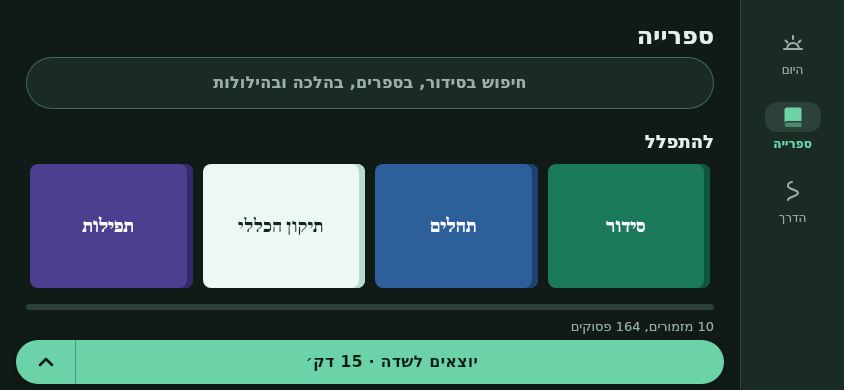 היום
ספרייה
הדרך
ספרייה
חיפוש בסידור, בספרים, בהלכה ובהילולות
להתפלל
סידור
תהלים
תיקון הכללי
תפילות
10 מזמורים, 164 פסוקים
יוצאים לשדה · 15 דק׳